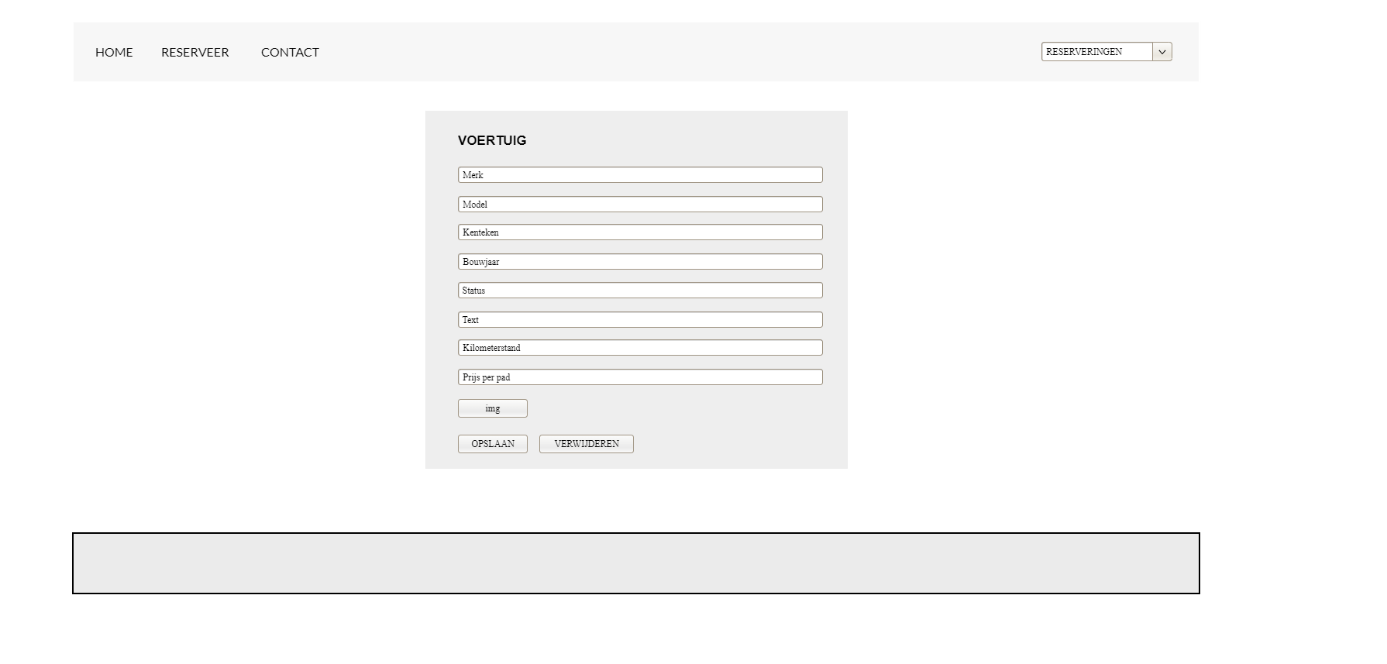 HOME RESERVEER CONTACT RESERVERINGEN
VOERTUIG
Merk
Model
Kenteken
Bouwjaar
Status
Text
Kilometerstand
Prijs per pad
img
OPSLAAN VERWIJDEREN